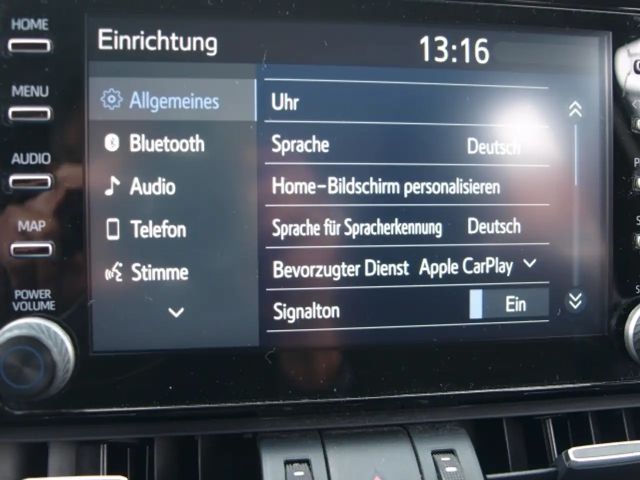 HOME
MENU
AUDIO
MAP
POWER
VOLUME
Einrichtung
13:16
Allgemeines
Bluetooth
Audio
Telefon
Stimme
Uhr
Sprache Deutsch
Home-Bildschirm personalisieren
Sprache für Spracherkennung Deutsch
Bevorzugter Dienst Apple CarPlay
Signalton Ein